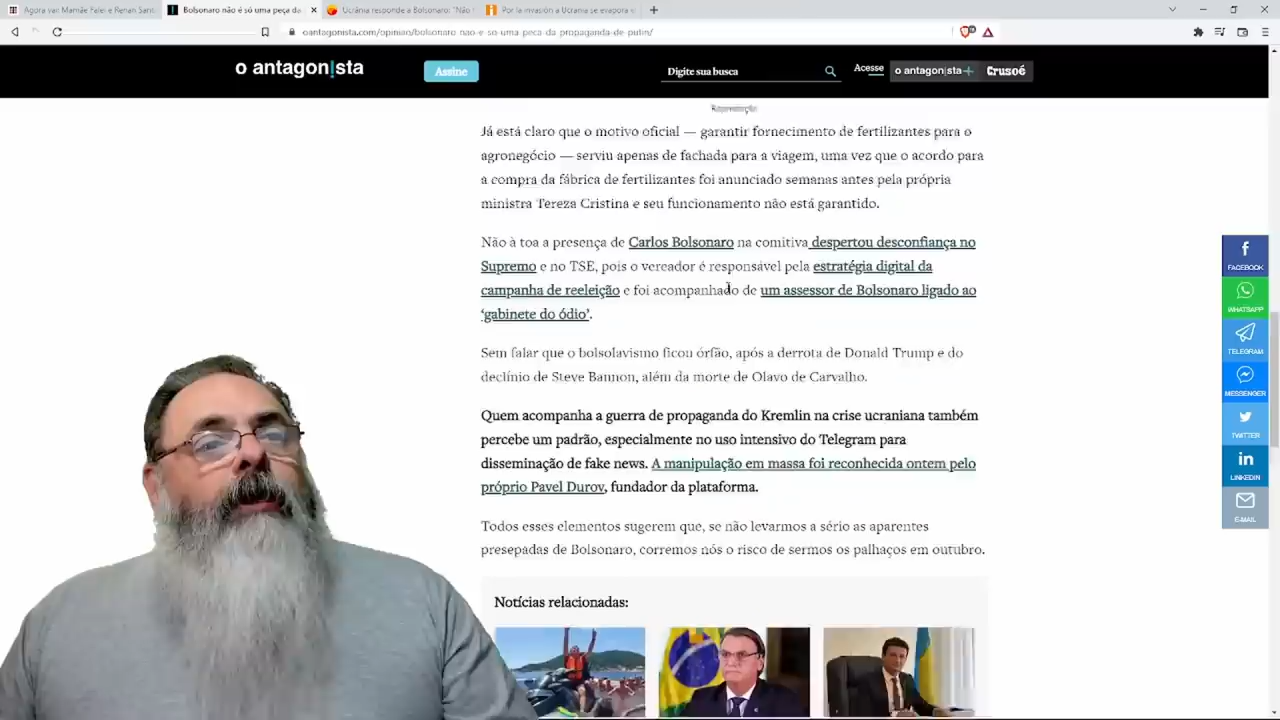 Agora vai Mamãe Falei e Renan Sant
Bolsonaro não é só uma peça da
Ucrânia responde a Bolsonaro: "Não
Por la invasión a Ucrania se evapora
oantagonista.com/opiniao/bolsonaro-nao-e-so-uma-peca-da-propaganda-de-putin/
o antagon!sta
Assine
Digite sua busca
Acesse
o antagon!sta+
Crusoé
Já está claro que o motivo oficial — garantir fornecimento de fertilizantes para o
agronegócio — serviu apenas de fachada para a viagem, uma vez que o acordo para
a compra da fábrica de fertilizantes foi anunciado semanas antes pela própria
ministra Tereza Cristina e seu funcionamento não está garantido.
Não à toa a presença de Carlos Bolsonaro na comitiva despertou desconfiança no
Supremo e no TSE, pois o vereador é responsável pela estratégia digital da
campanha de reeleição e foi acompanhado de um assessor de Bolsonaro ligado ao
‘gabinete do ódio’.
Sem falar que o bolsolavismo ficou órfão, após a derrota de Donald Trump e do
declínio de Steve Bannon, além da morte de Olavo de Carvalho.
Quem acompanha a guerra de propaganda do Kremlin na crise ucraniana também
percebe um padrão, especialmente no uso intensivo do Telegram para
disseminação de fake news. A manipulação em massa foi reconhecida ontem pelo
próprio Pavel Durov, fundador da plataforma.
Todos esses elementos sugerem que, se não levarmos a sério as aparentes
presepadas de Bolsonaro, corremos nós o risco de sermos os palhaços em outubro.
Notícias relacionadas:
FACEBOOK
WHATSAPP
TELEGRAM
MESSENGER
TWITTER
LINKEDIN
E-MAIL